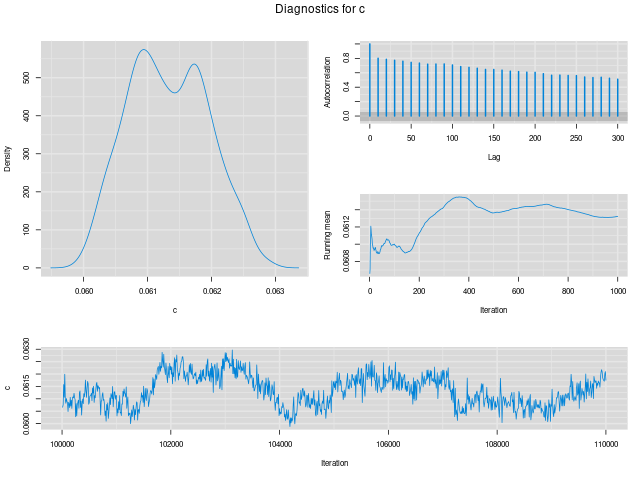 Diagnostics for c
Density
0 100 200 300 400 500
0.060 0.061 0.062 0.063
c
Autocorrelation
0.0 0.4 0.8
0 50 100 150 200 250 300
Lag
Running mean
0.0608 0.0612
0 200 400 600 800 1000
Iteration
c
0.0600 0.0615 0.0630
100000 102000 104000 106000 108000 110000
Iteration